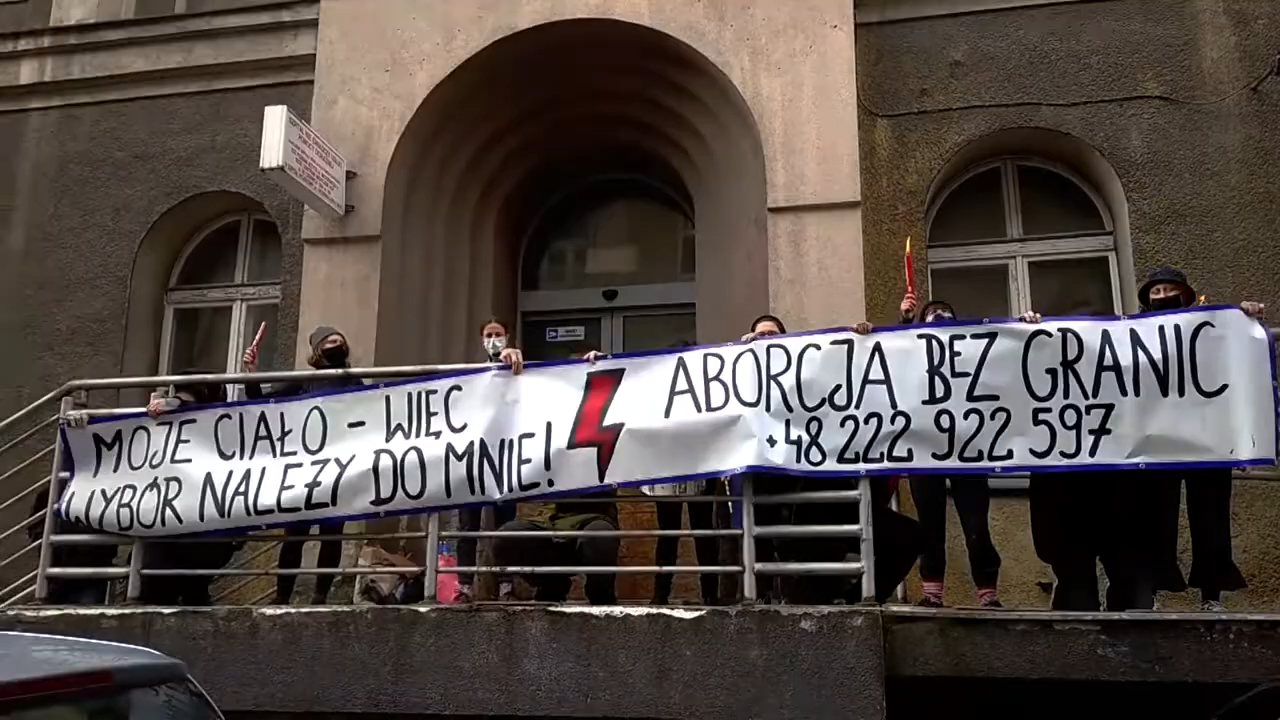 MOJE CIAŁO - WIĘC
WYBÓR NALEŻY DO MNIE!
ABORCJA BEZ GRANIC
+48 222 922 597